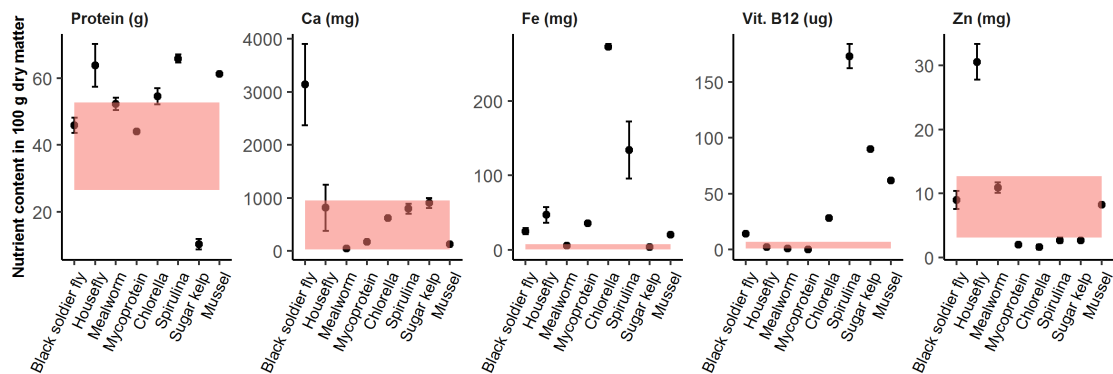 Protein (g)
Ca (mg)
Fe (mg)
Vit. B12 (ug)
Zn (mg)
Nutrient content in 100 g dry matter
60
40
20
4000
3000
2000
1000
0
200
100
0
150
100
50
0
30
20
10
0
Black soldier fly
Housefly
Mealworm
Mycoprotein
Chlorella
Spirulina
Sugar kelp
Mussel
Black soldier fly
Housefly
Mealworm
Mycoprotein
Chlorella
Spirulina
Sugar kelp
Mussel
Black soldier fly
Housefly
Mealworm
Mycoprotein
Chlorella
Spirulina
Sugar kelp
Mussel
Black soldier fly
Housefly
Mealworm
Mycoprotein
Chlorella
Spirulina
Sugar kelp
Mussel
Black soldier fly
Housefly
Mealworm
Mycoprotein
Chlorella
Spirulina
Sugar kelp
Mussel